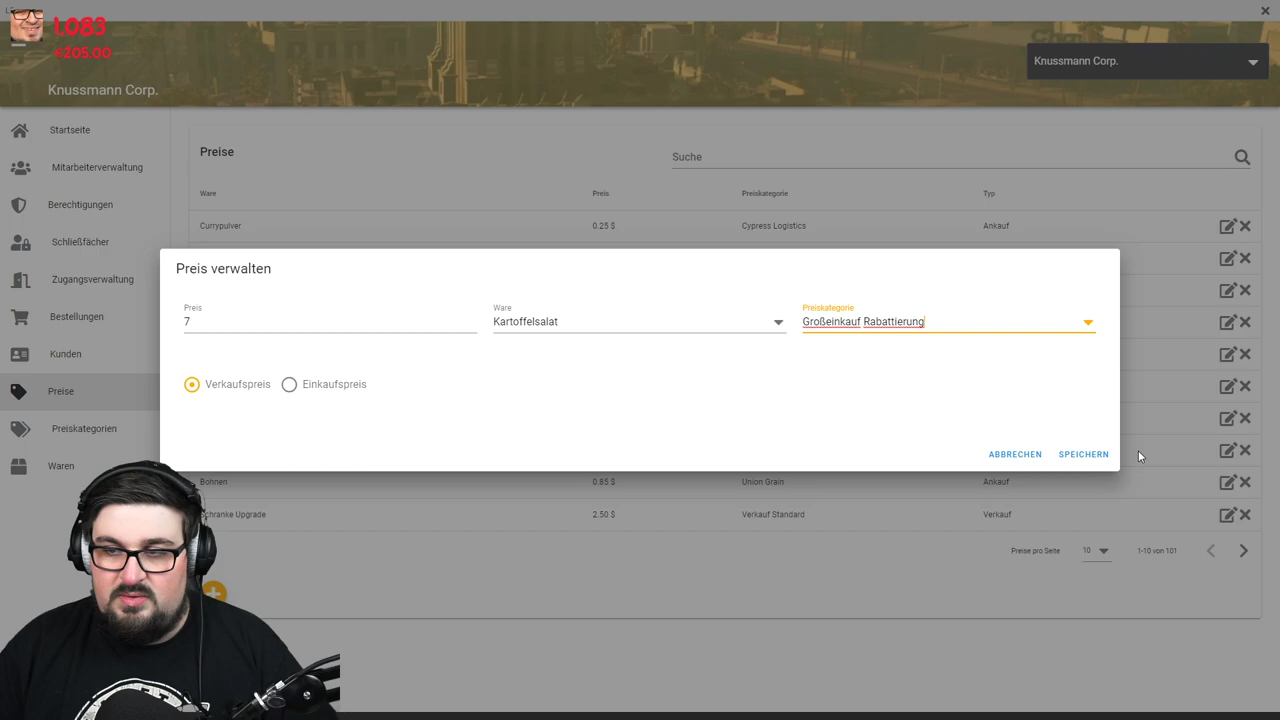 1.083
€205.00
Knussmann Corp.
Knussmann Corp.
Startseite
Mitarbeiterverwaltung
Berechtigungen
Schließfächer
Zugangsverwaltung
Bestellungen
Kunden
Preise
Preiskategorien
Waren
Preise
Suche
Ware Preis Preiskategorie Typ
Currypulver 0.25 $ Cypress Logistics Ankauf
Preis verwalten
Preis Ware Preiskategorie
7 Kartoffelsalat Großeinkauf Rabattierung
Verkaufspreis Einkaufspreis
ABBRECHEN SPEICHERN
Bohnen 0.85 $ Union Grain Ankauf
Schranke Upgrade 2.50 $ Verkauf Standard Verkauf
Preise pro Seite 10 1-10 von 101